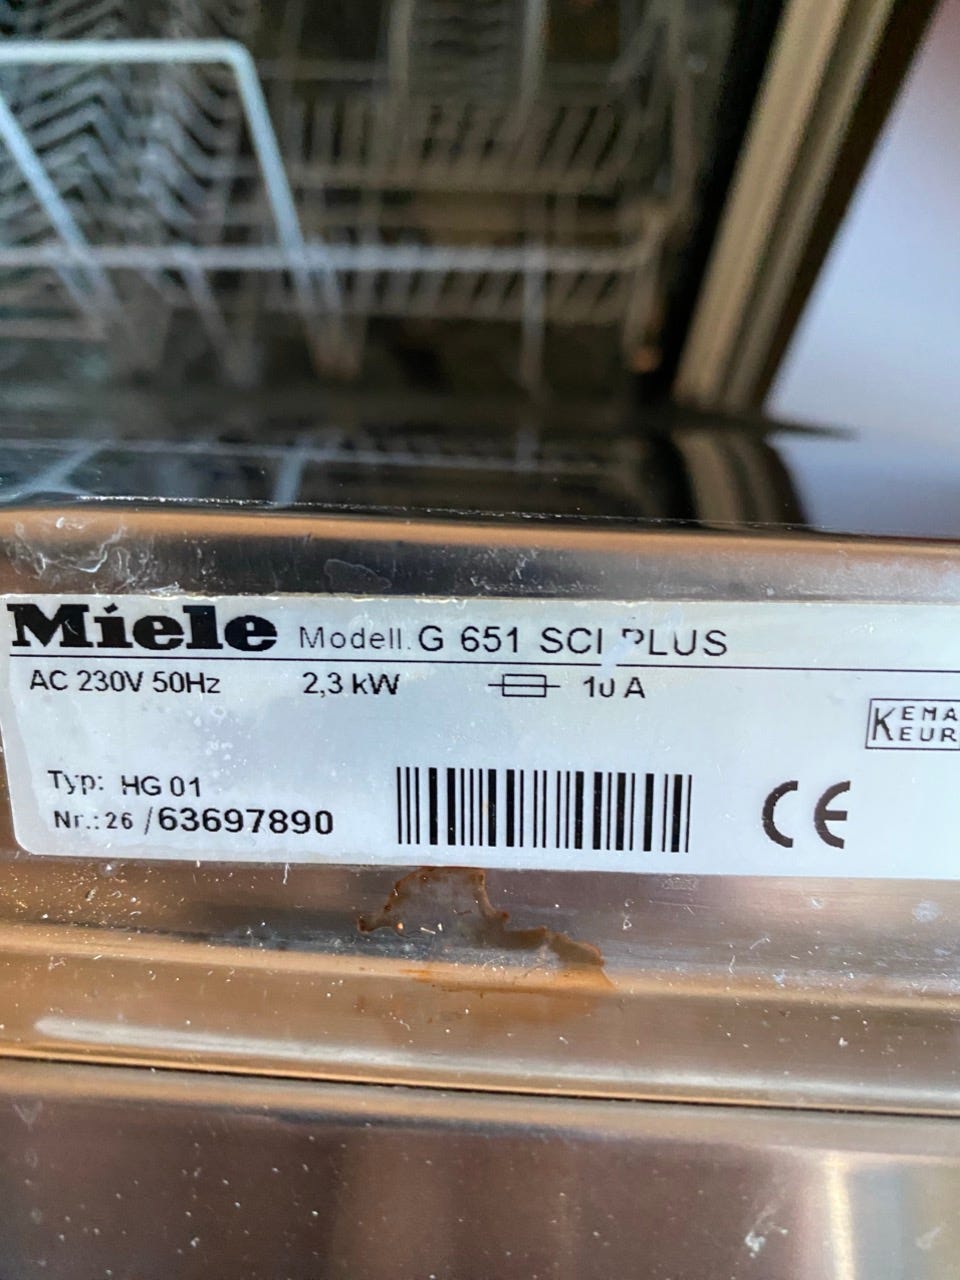 Miele Modell. G 651 SCI PLUS
AC 230V 50Hz 2,3 kW 10 A
KEMA
KEUR
Typ: HG 01
Nr.: 26 /63697890
CE